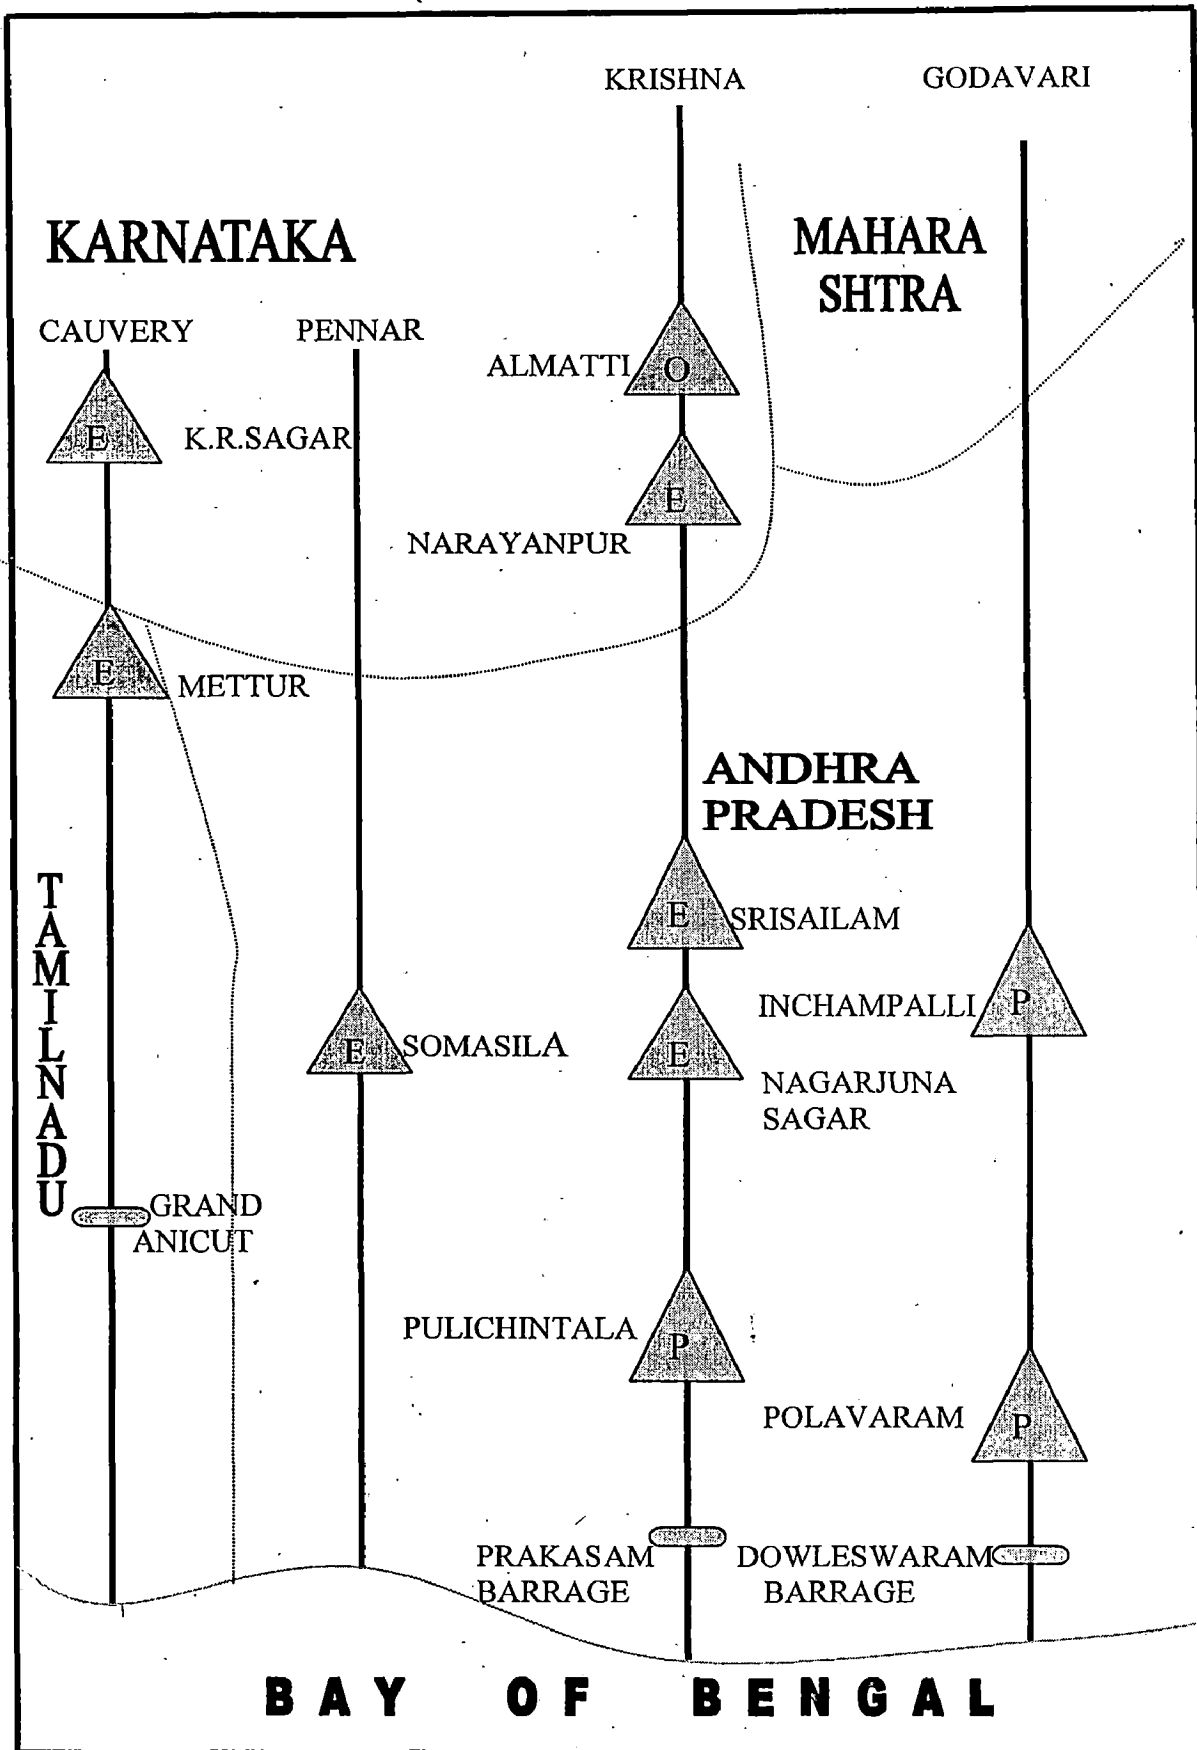 KRISHNA
GODAVARI
KARNATAKA
MAHARA
SHTRA
CAUVERY
PENNAR
ALMATTI
O
E
K.R.SAGAR
E
NARAYANPUR
E
METTUR
ANDHRA
PRADESH
TAMILNADU
E
SRISAILAM
INCHAMPALLI
P
E
SOMASILA
E
NAGARJUNA
SAGAR
GRAND
ANICUT
PULICHINTALA
P
POLAVARAM
P
PRAKASAM
BARRAGE
DOWLESWARAM
BARRAGE
BAY OF BENGAL